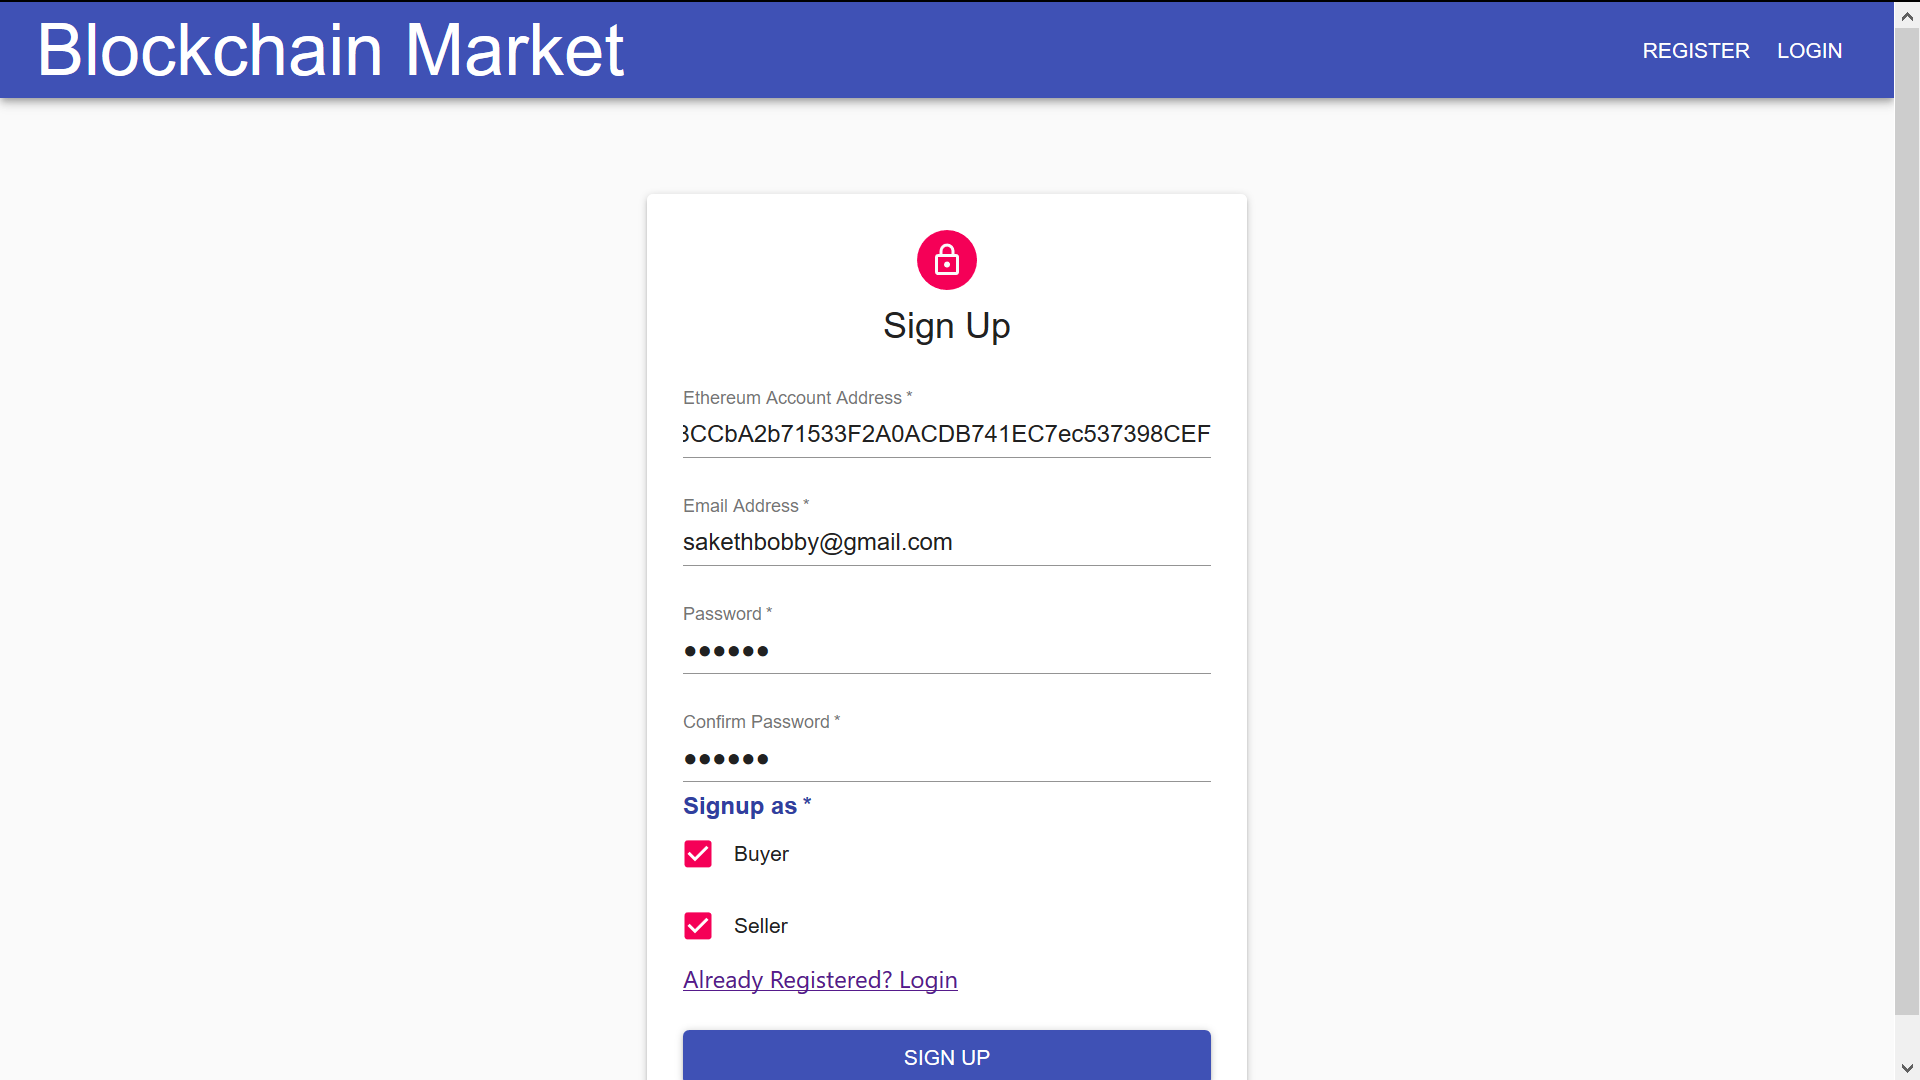 Blockchain Market
REGISTER LOGIN
Sign Up
Ethereum Account Address *
3CCbA2b71533F2A0ACDB741EC7ec537398CEF
Email Address *
sakethbobby@gmail.com
Password *
●●●●●●
Confirm Password *
●●●●●●
Signup as *
Buyer
Seller
Already Registered? Login
SIGN UP